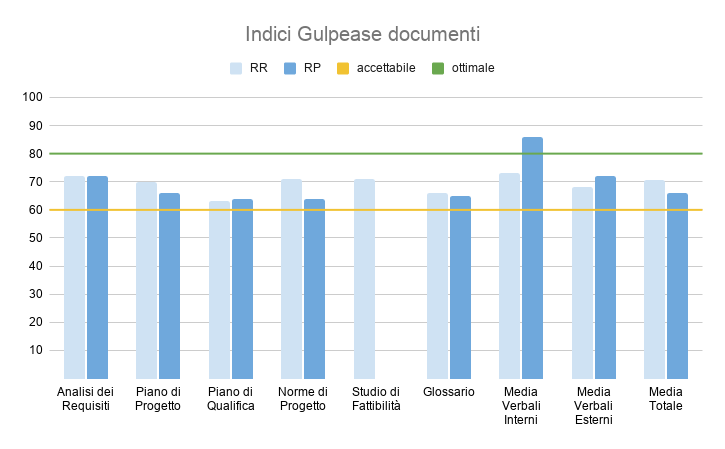 Indici Gulpease documenti
RR RP accettabile ottimale
100
90
80
70
60
50
40
30
20
10
Analisi dei
Requisiti
Piano di
Progetto
Piano di
Qualifica
Norme di
Progetto
Studio di
Fattibilità
Glossario
Media
Verbali
Interni
Media
Verbali
Esterni
Media
Totale